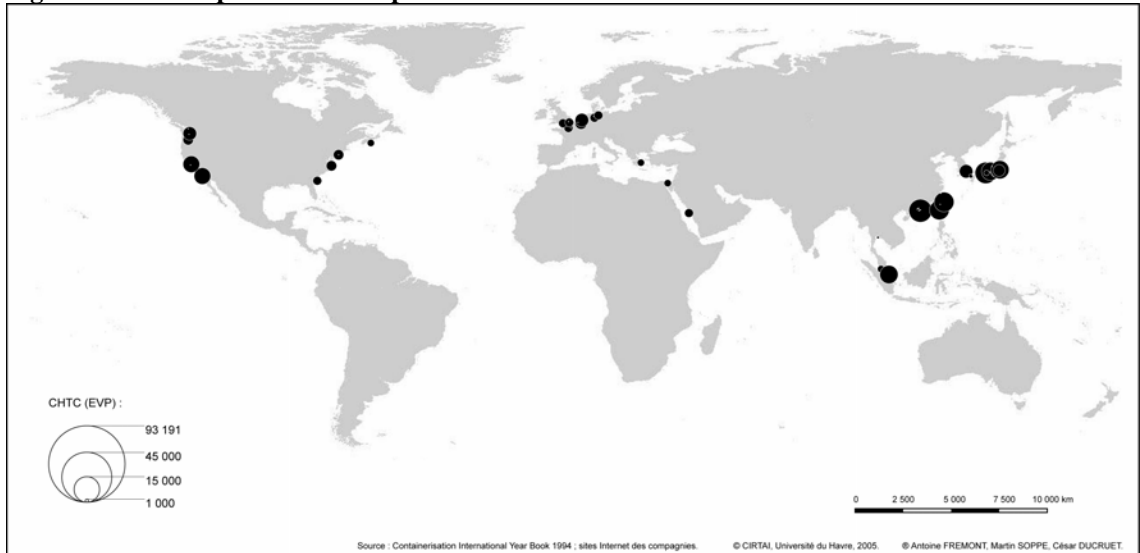 CHTC (EVP) :
93 191
45 000
15 000
1 000
0 2 500 5 000 7 500 10 000 km
Source : Containerisation International Year Book 1994 ; sites Internet des compagnies. © CIRTAI, Université du Havre, 2005. ® Antoine FREMONT, Martin SOPPE, César DUCRUET.